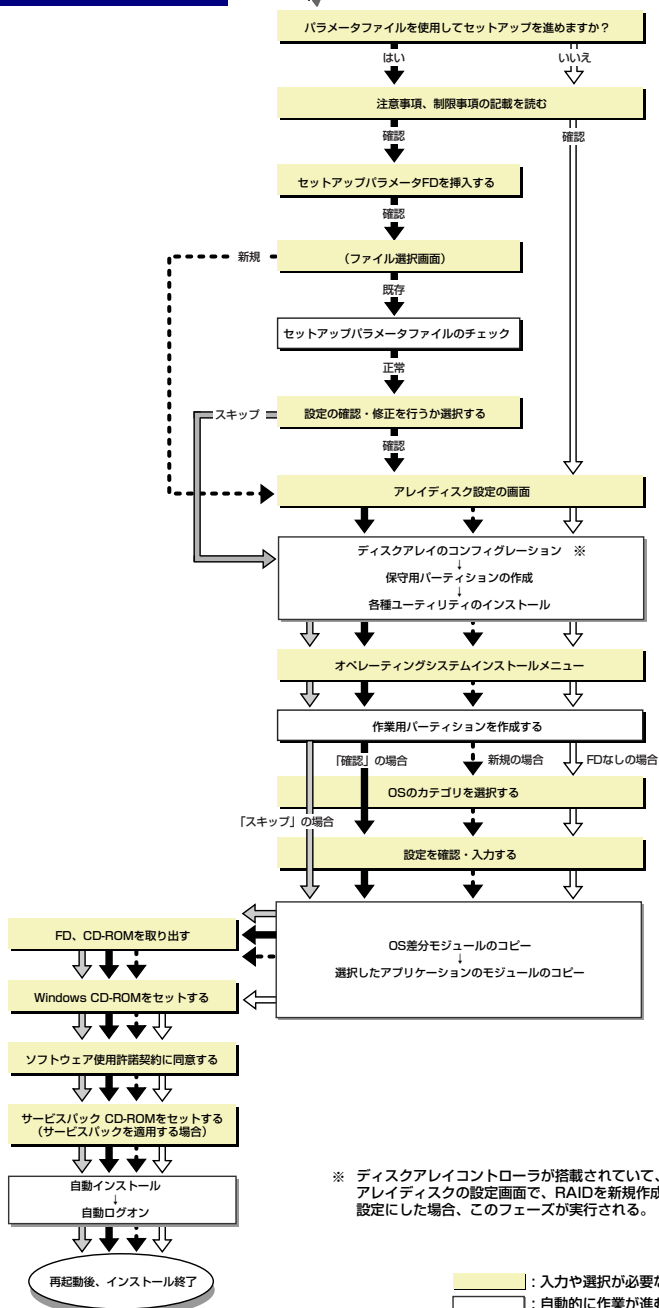 パラメータファイルを使用してセットアップを進めますか？
はい
いいえ
注意事項、制限事項の記載を読む
確認
確認
セットアップパラメータFDを挿入する
確認
新規
（ファイル選択画面）
既存
セットアップパラメータファイルのチェック
正常
スキップ
設定の確認・修正を行うか選択する
確認
アレイディスク設定の画面
ディスクアレイのコンフィグレーション ※
↓
保守用パーティションの作成
↓
各種ユーティリティのインストール
オペレーティングシステムインストールメニュー
作業用パーティションを作成する
「確認」の場合
新規の場合
FDなしの場合
OSのカテゴリを選択する
「スキップ」の場合
設定を確認・入力する
FD、CD-ROMを取り出す
OS差分モジュールのコピー
↓
選択したアプリケーションのモジュールのコピー
Windows CD-ROMをセットする
ソフトウェア使用許諾契約に同意する
サービスパック CD-ROMをセットする
（サービスパックを適用する場合）
自動インストール
↓
自動ログオン
再起動後、インストール終了
※ ディスクアレイコントローラが搭載されていて、
アレイディスクの設定画面で、RAIDを新規作成
設定にした場合、このフェーズが実行される。
：入力や選択が必要な
：自動的に作業が進む